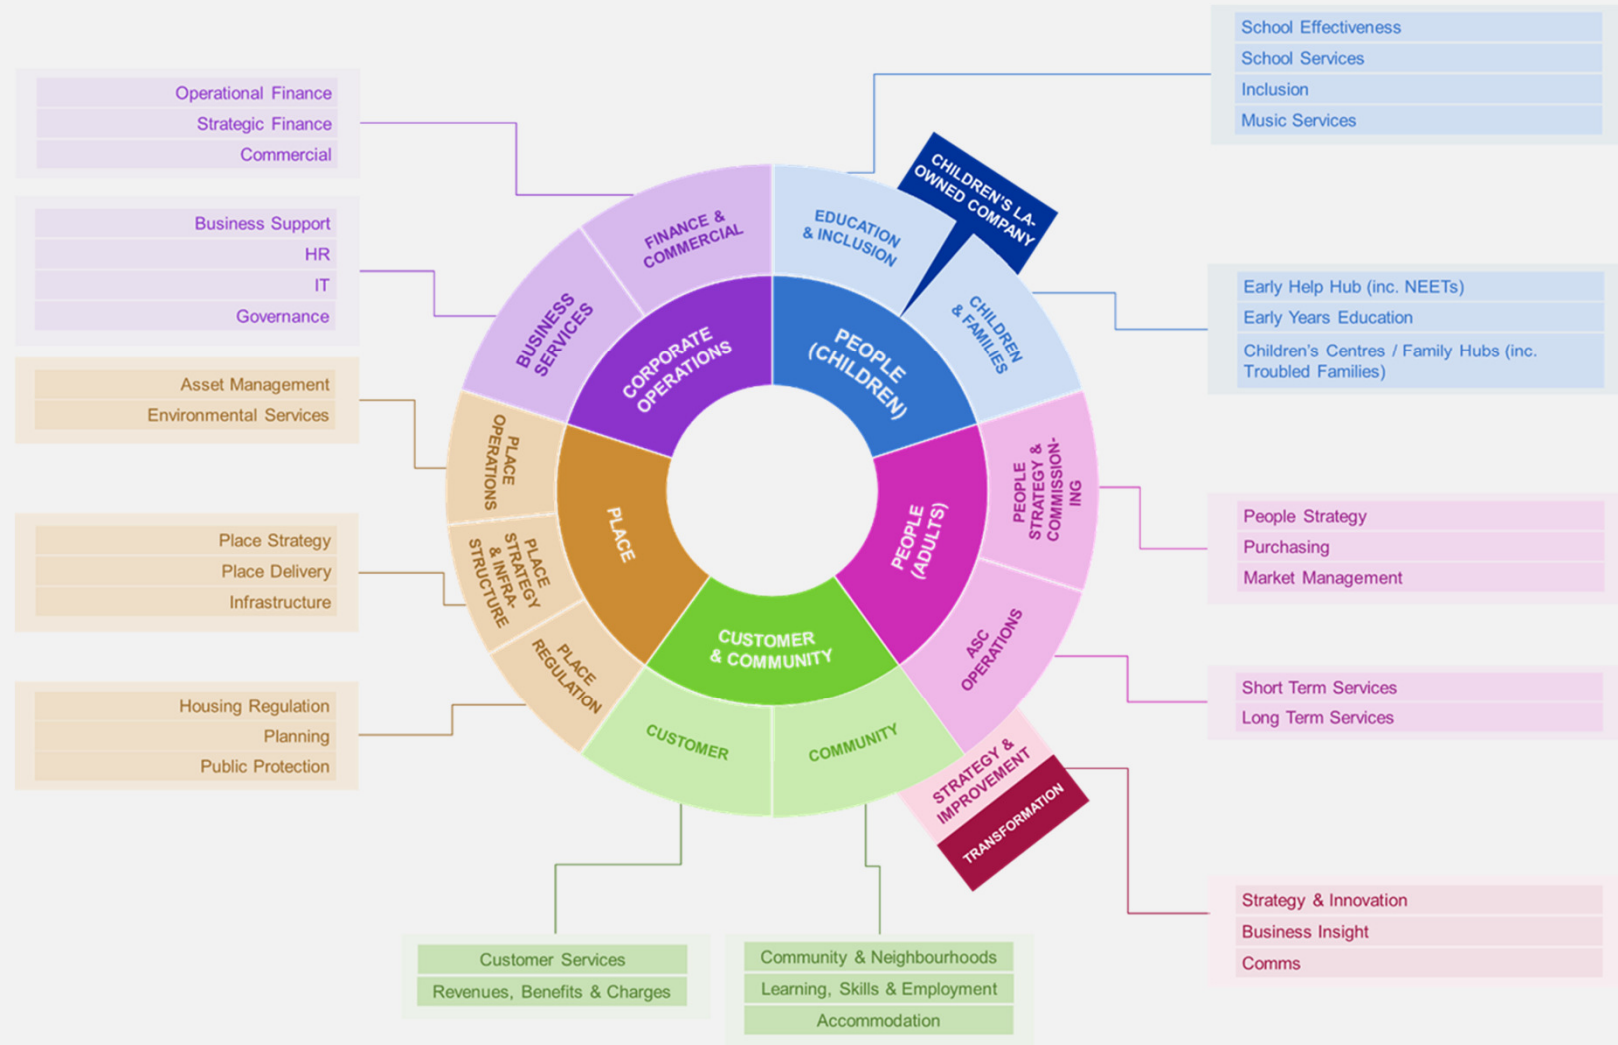 School Effectiveness
School Services
Inclusion
Music Services
Operational Finance
Strategic Finance
Commercial
Business Support
HR
IT
Governance
Asset Management
Environmental Services
Place Strategy
Place Delivery
Infrastructure
Housing Regulation
Planning
Public Protection
FINANCE &
COMMERCIAL
BUSINESS
SERVICES
CORPORATE
OPERATIONS
EDUCATION
& INCLUSION
CHILDREN'S LA-
OWNED COMPANY
CHILDREN
& FAMILIES
PEOPLE
(CHILDREN)
PLACE
OPERATIONS
PLACE
STRATEGY
& INFRA-
STRUCTURE
PLACE
REGULATION
PLACE
PEOPLE
(ADULTS)
PEOPLE
STRATEGY &
COMMISSION-
ING
ASC
OPERATIONS
CUSTOMER
& COMMUNITY
CUSTOMER
COMMUNITY
STRATEGY &
IMPROVEMENT
TRANSFORMATION
Early Help Hub (inc. NEETs)
Early Years Education
Children's Centres / Family Hubs (inc.
Troubled Families)
People Strategy
Purchasing
Market Management
Short Term Services
Long Term Services
Strategy & Innovation
Business Insight
Comms
Customer Services
Revenues, Benefits & Charges
Community & Neighbourhoods
Learning, Skills & Employment
Accommodation